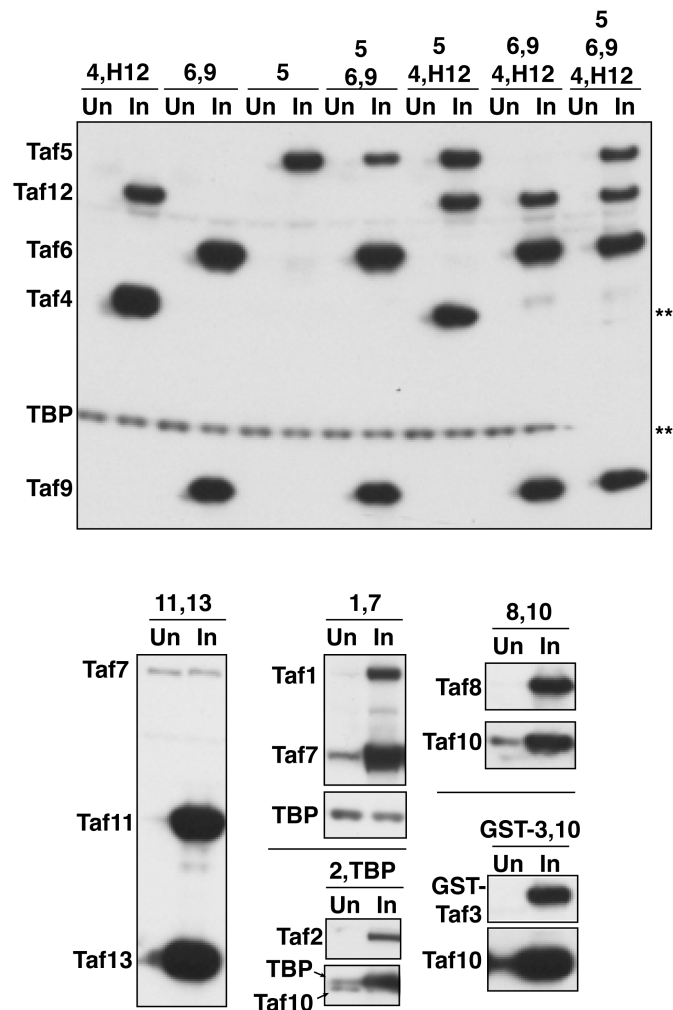 5
5 5 6,9
4,H12 6,9 5 6,9 4,H12 6,9 4,H12 4,H12
Un In Un In Un In Un In Un In Un In Un In
Taf5
Taf12
Taf6
Taf4
**
TBP
**
Taf9
11,13
Un In
Taf7
Taf11
Taf13
1,7
Un In
Taf1
Taf7
TBP
2,TBP
Un In
Taf2
TBP
Taf10
8,10
Un In
Taf8
Taf10
GST-3,10
Un In
GST-
Taf3
Taf10